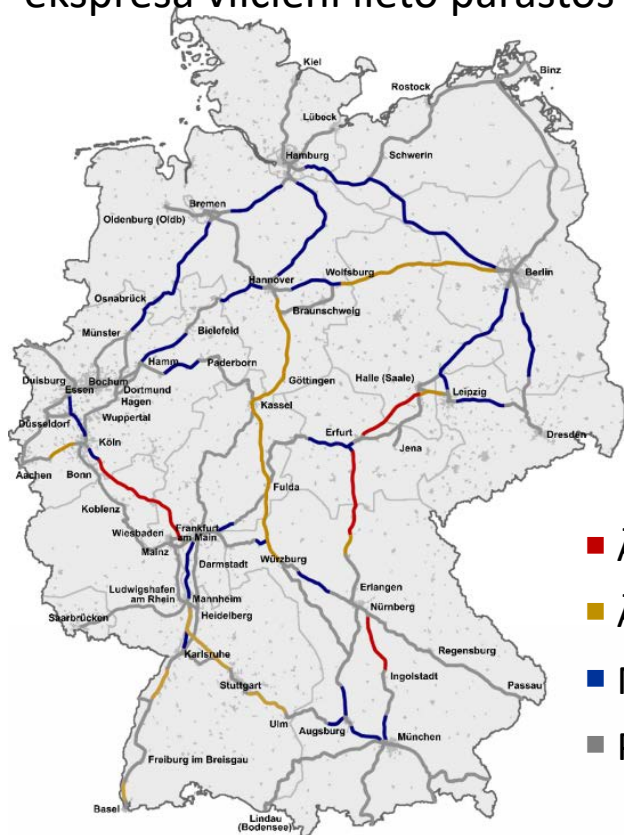 ekspresa vilcieni lieto parastos
Kiel
Binz
Rostock
Lübeck
Hamburg
Schwerin
Bremen
Oldenburg (Oldb)
Wolfsburg
Berlin
Hannover
Osnabrück
Braunschweig
Bielefeld
Münster
Hamm
Paderborn
Duisburg
Bochum
Essen
Dortmund
Göttingen
Halle (Saale)
Leipzig
Hagen
Kassel
Düsseldorf
Wuppertal
Erfurt
Dresden
Köln
Jena
Aachen
Bonn
Fulda
Koblenz
Frankfurt
am Main
Wiesbaden
Mainz
Würzburg
Darmstadt
Erlangen
Ludwigshafen
am Rhein
Mannheim
Nürnberg
Heidelberg
Saarbrücken
Regensburg
Karlsruhe
Ingolstadt
Stuttgart
Passau
Ulm
Augsburg
München
Freiburg im Breisgau
Basel
Lindau
(Bodensee)